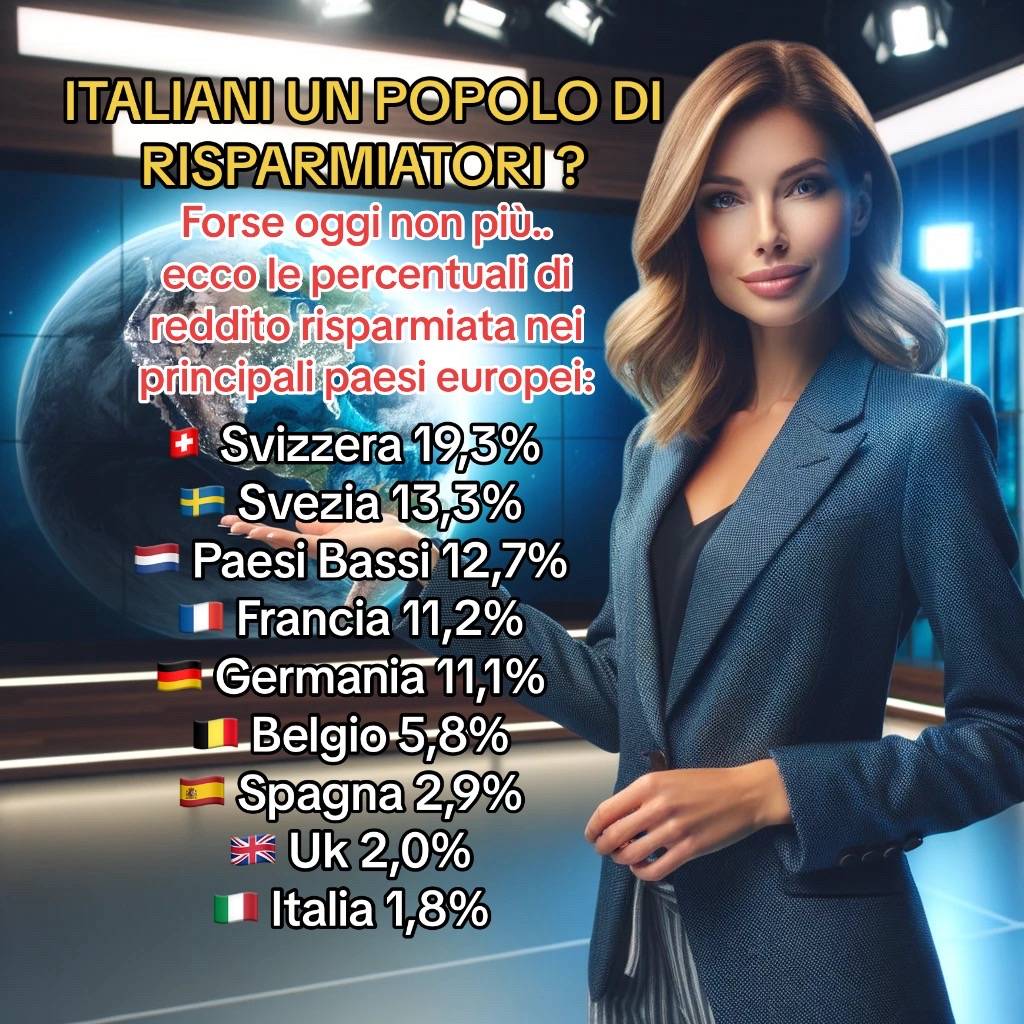 ITALIANI UN POPOLO DI
RISPARMIATORI ?
Forse oggi non più..
ecco le percentuali di
reddito risparmiata nei
principali paesi europei:
🇨🇭 Svizzera 19,3%
🇸🇪 Svezia 13,3%
🇳🇱 Paesi Bassi 12,7%
🇫🇷 Francia 11,2%
🇩🇪 Germania 11,1%
🇧🇪 Belgio 5,8%
🇪🇸 Spagna 2,9%
🇬🇧 Uk 2,0%
🇮🇹 Italia 1,8%